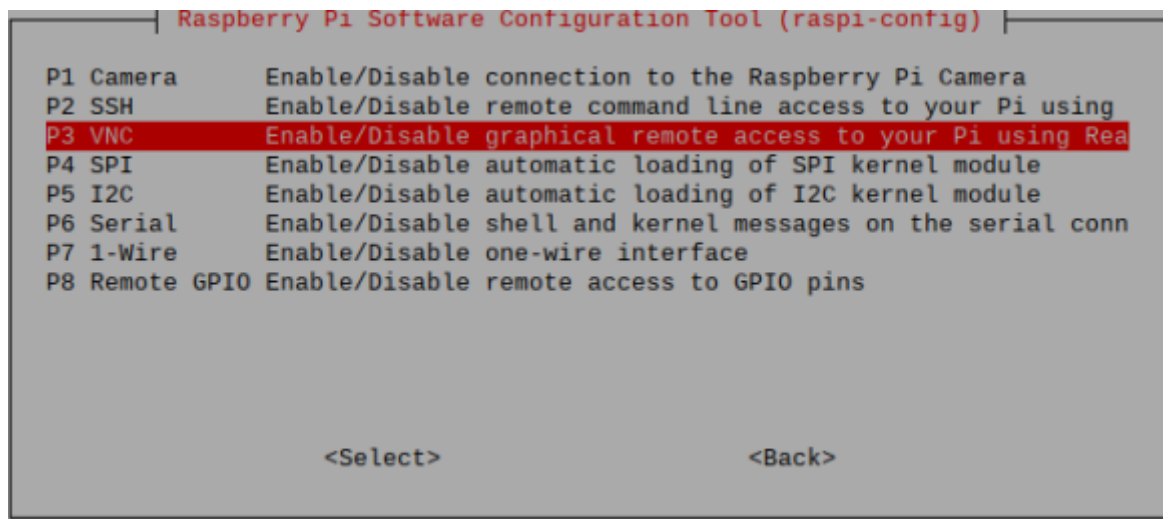 Raspberry Pi Software Configuration Tool (raspi-config)
P1 Camera Enable/Disable connection to the Raspberry Pi Camera
P2 SSH Enable/Disable remote command line access to your Pi using
P3 VNC Enable/Disable graphical remote access to your Pi using Rea
P4 SPI Enable/Disable automatic loading of SPI kernel module
P5 I2C Enable/Disable automatic loading of I2C kernel module
P6 Serial Enable/Disable shell and kernel messages on the serial conn
P7 1-Wire Enable/Disable one-wire interface
P8 Remote GPIO Enable/Disable remote access to GPIO pins
<Select> <Back>